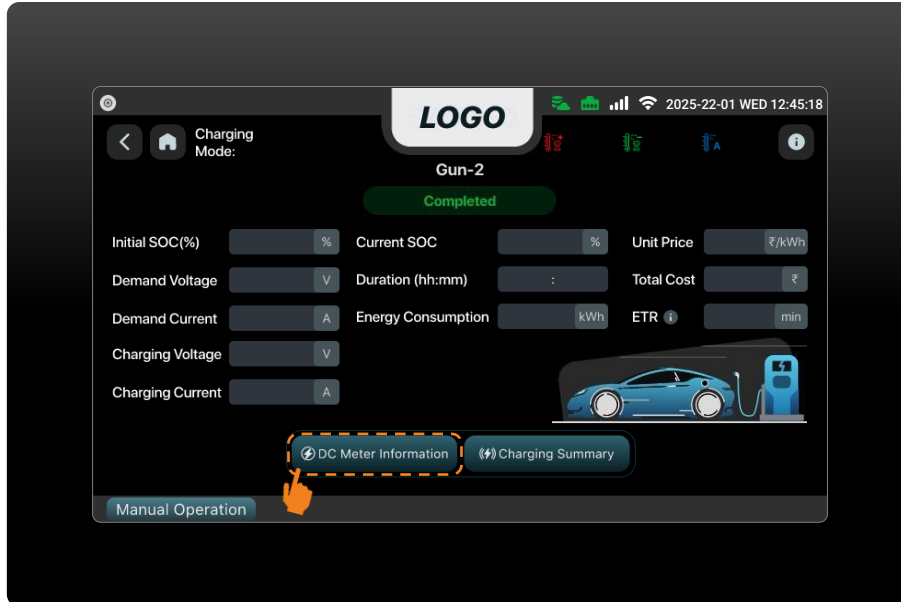 LOGO
2025-22-01 WED 12:45:18
Charging
Mode:
A
Gun-2
Completed
Initial SOC(%) %
Current SOC %
Unit Price ₹/kWh
Demand Voltage V
Duration (hh:mm) :
Total Cost ₹
Demand Current A
Energy Consumption kWh
ETR min
Charging Voltage V
Charging Current A
DC Meter Information
Charging Summary
Manual Operation